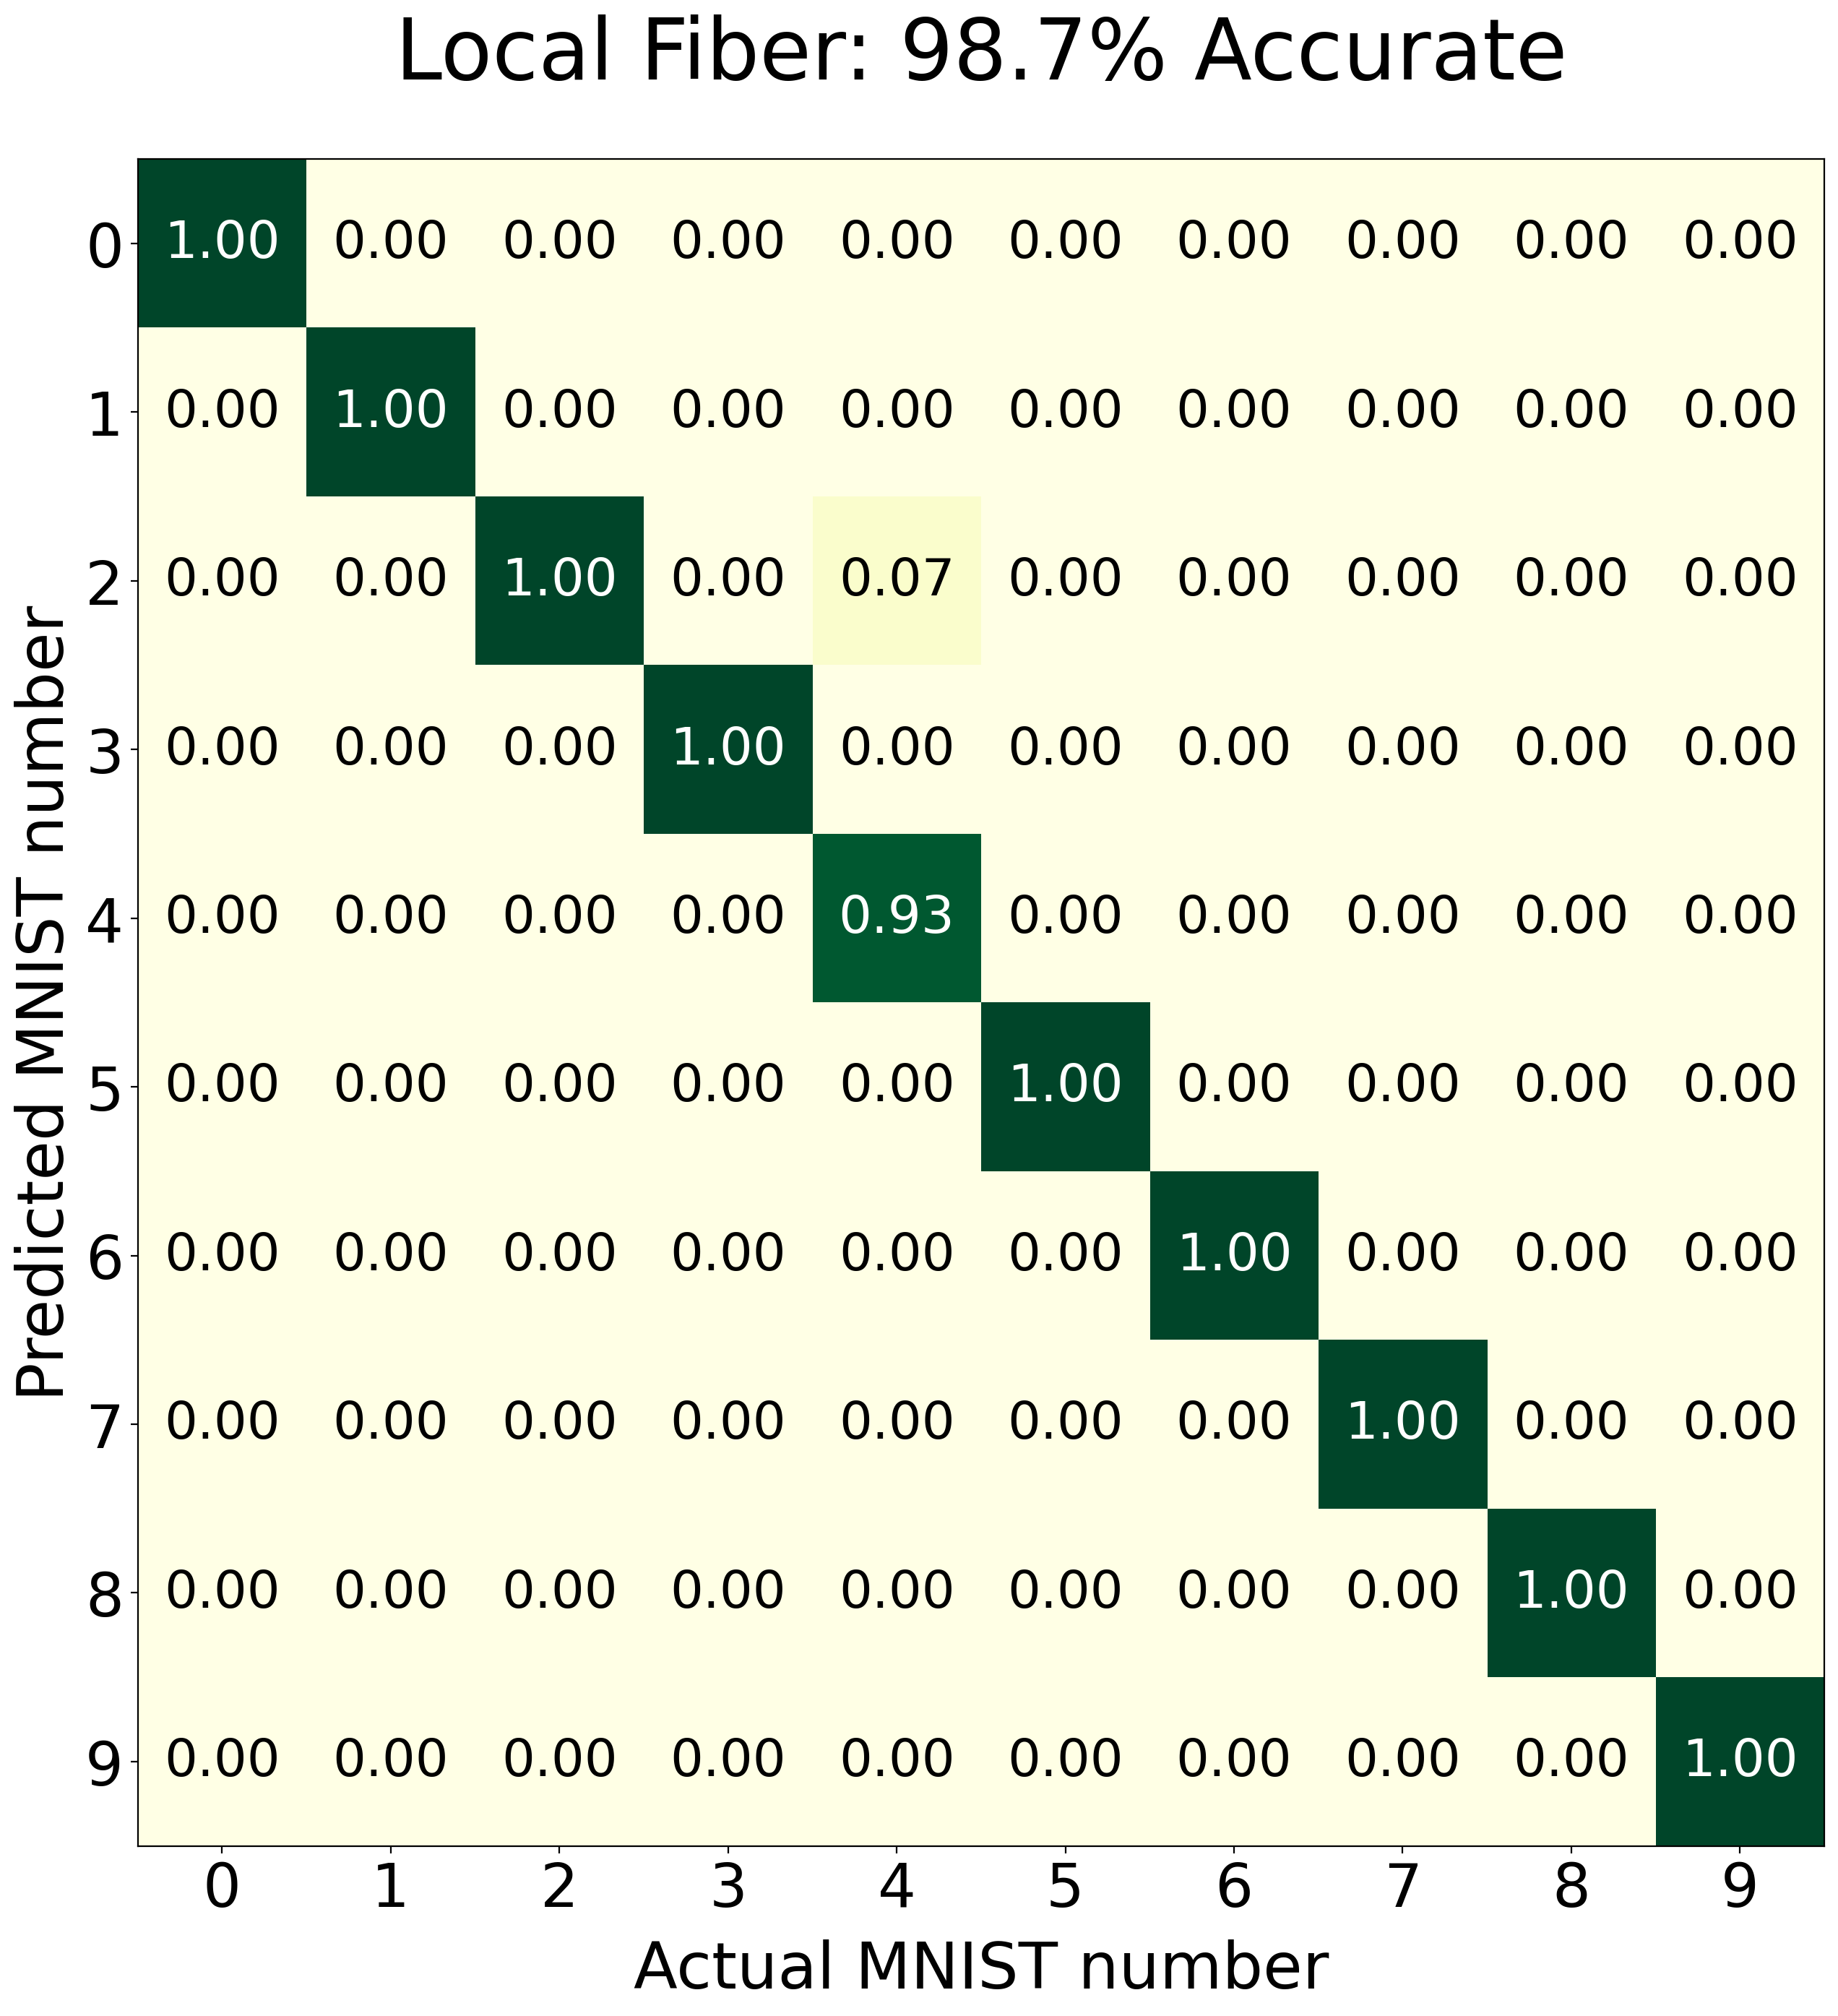 Local Fiber: 98.7% Accurate
Predicted MNIST number
0 1.00 0.00 0.00 0.00 0.00 0.00 0.00 0.00 0.00 0.00
1 0.00 1.00 0.00 0.00 0.00 0.00 0.00 0.00 0.00 0.00
2 0.00 0.00 1.00 0.00 0.07 0.00 0.00 0.00 0.00 0.00
3 0.00 0.00 0.00 1.00 0.00 0.00 0.00 0.00 0.00 0.00
4 0.00 0.00 0.00 0.00 0.93 0.00 0.00 0.00 0.00 0.00
5 0.00 0.00 0.00 0.00 0.00 1.00 0.00 0.00 0.00 0.00
6 0.00 0.00 0.00 0.00 0.00 0.00 1.00 0.00 0.00 0.00
7 0.00 0.00 0.00 0.00 0.00 0.00 0.00 1.00 0.00 0.00
8 0.00 0.00 0.00 0.00 0.00 0.00 0.00 0.00 1.00 0.00
9 0.00 0.00 0.00 0.00 0.00 0.00 0.00 0.00 0.00 1.00
0 1 2 3 4 5 6 7 8 9
Actual MNIST number